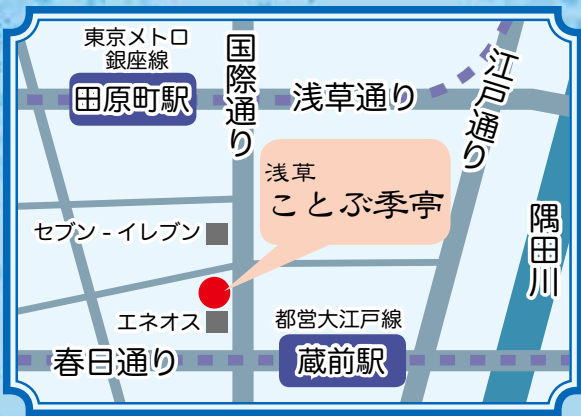 東京メトロ
銀座線
田原町駅
国際通り
浅草通り
江戸通り
浅草
ことぶ季亭
セブン-イレブン
隅田川
エネオス
都営大江戸線
春日通り
蔵前駅